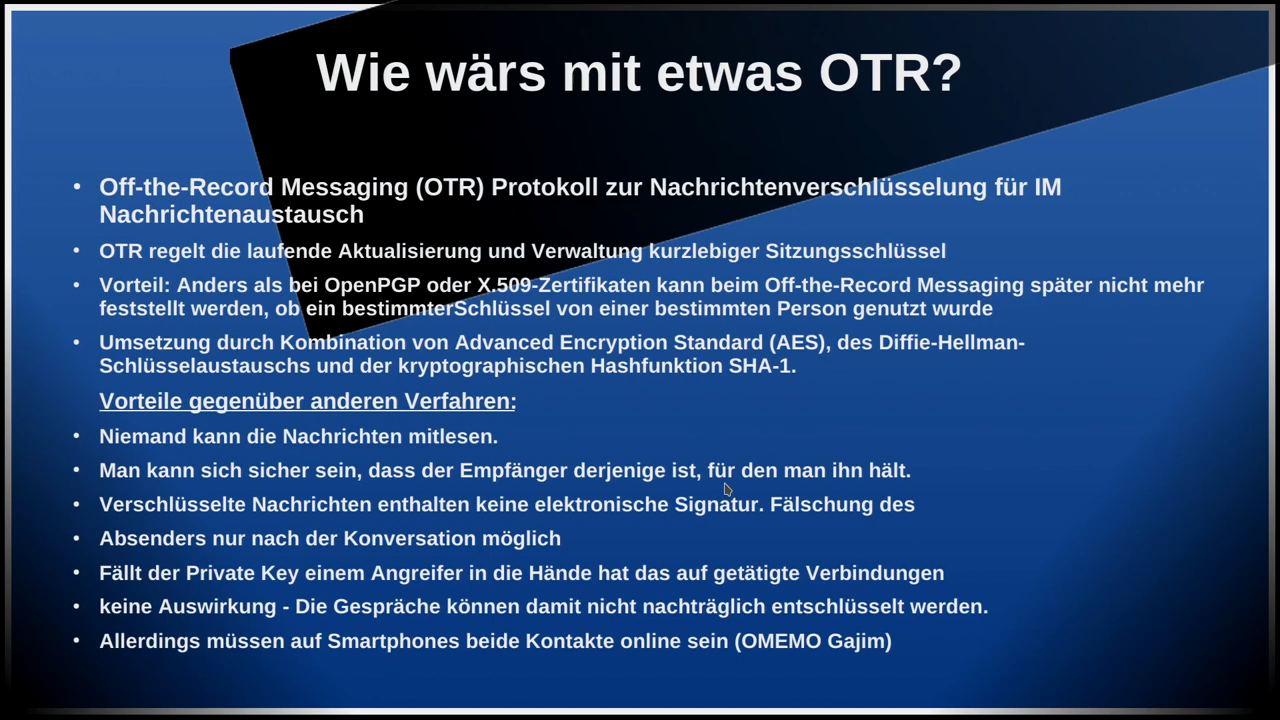 Wie wärs mit etwas OTR?
• Off-the-Record Messaging (OTR) Protokoll zur Nachrichtenverschlüsselung für IM
Nachrichtenaustausch
• OTR regelt die laufende Aktualisierung und Verwaltung kurzlebiger Sitzungsschlüssel
• Vorteil: Anders als bei OpenPGP oder X.509-Zertifikaten kann beim Off-the-Record Messaging später nicht mehr
feststellt werden, ob ein bestimmterSchlüssel von einer bestimmten Person genutzt wurde
• Umsetzung durch Kombination von Advanced Encryption Standard (AES), des Diffie-Hellman-
Schlüsselaustauschs und der kryptographischen Hashfunktion SHA-1.
Vorteile gegenüber anderen Verfahren:
• Niemand kann die Nachrichten mitlesen.
• Man kann sich sicher sein, dass der Empfänger derjenige ist, für den man ihn hält.
• Verschlüsselte Nachrichten enthalten keine elektronische Signatur. Fälschung des
• Absenders nur nach der Konversation möglich
• Fällt der Private Key einem Angreifer in die Hände hat das auf getätigte Verbindungen
• keine Auswirkung - Die Gespräche können damit nicht nachträglich entschlüsselt werden.
• Allerdings müssen auf Smartphones beide Kontakte online sein (OMEMO Gajim)